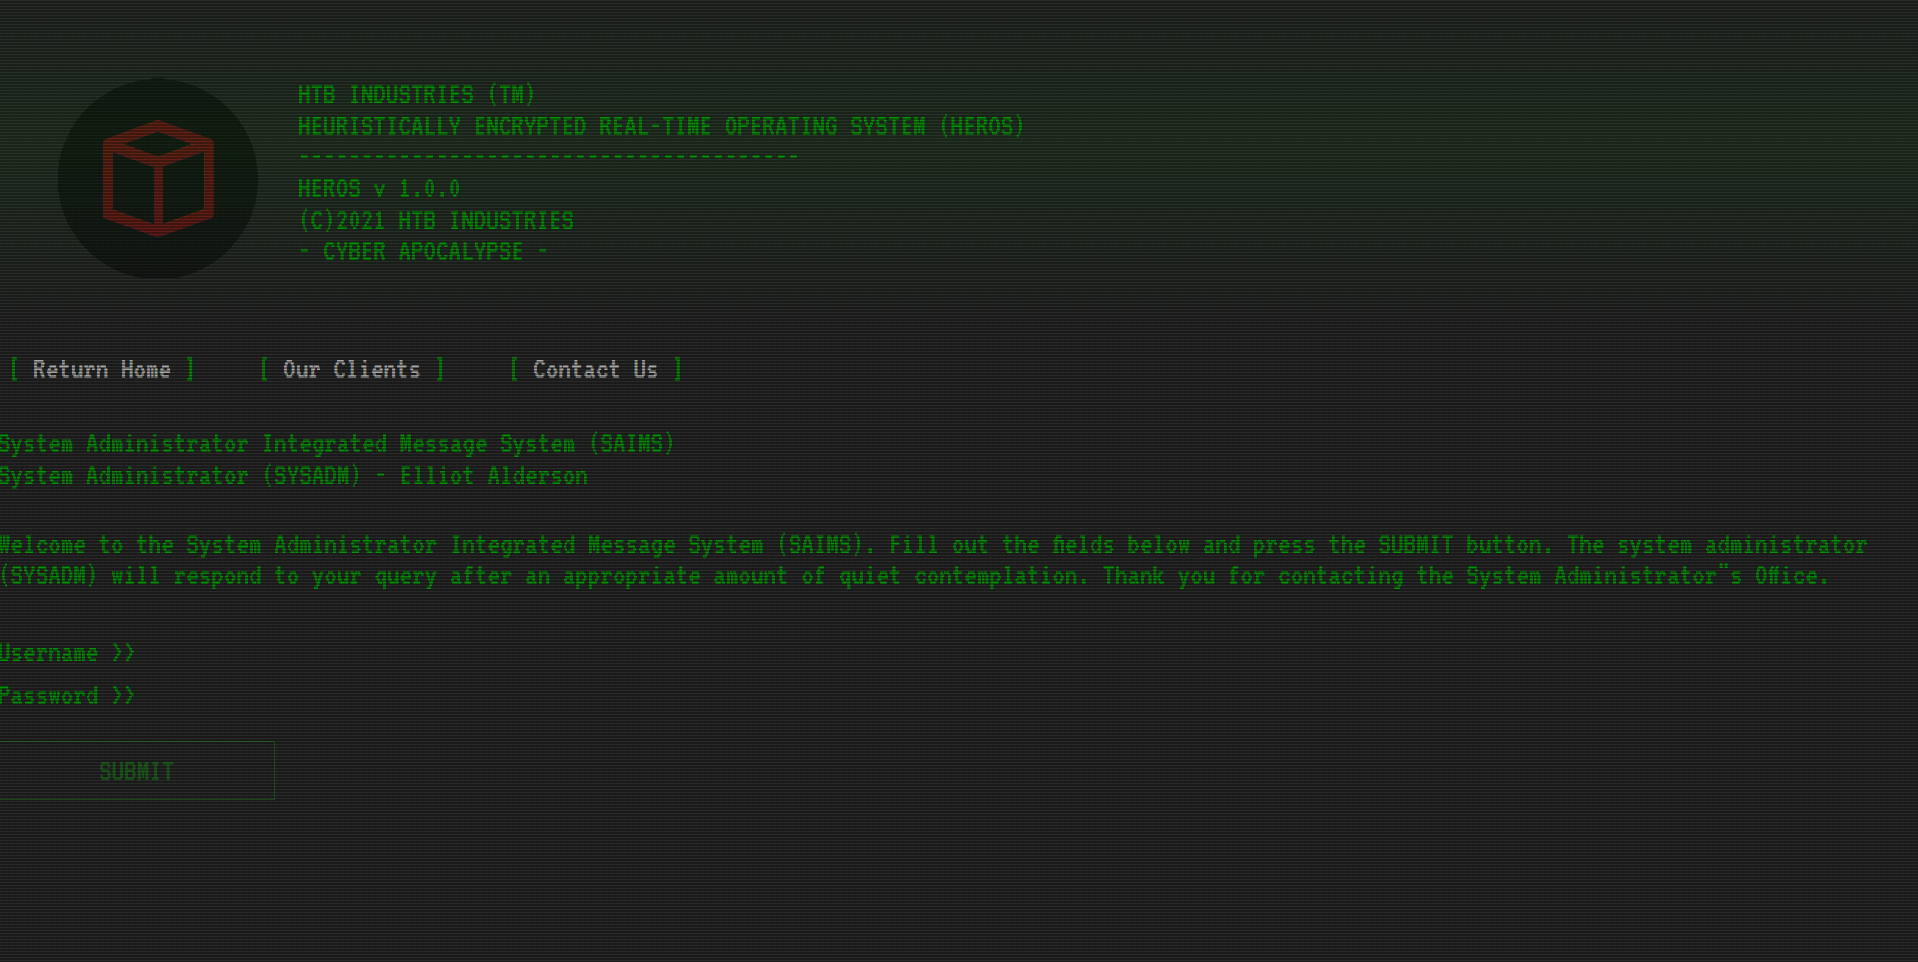 HTB INDUSTRIES (TM)
HEURISTICALLY ENCRYPTED REAL-TIME OPERATING SYSTEM (HEROS)
----------------------------------------
HEROS v 1.0.0
(C)2021 HTB INDUSTRIES
- CYBER APOCALYPSE -
[ Return Home ] [ Our Clients ] [ Contact Us ]
System Administrator Integrated Message System (SAIMS)
System Administrator (SYSADM) - Elliot Alderson
Welcome to the System Administrator Integrated Message System (SAIMS). Fill out the fields below and press the SUBMIT button. The system administrator
(SYSADM) will respond to your query after an appropriate amount of quiet contemplation. Thank you for contacting the System Administrator"s Office.
Username >>
Password >>
SUBMIT